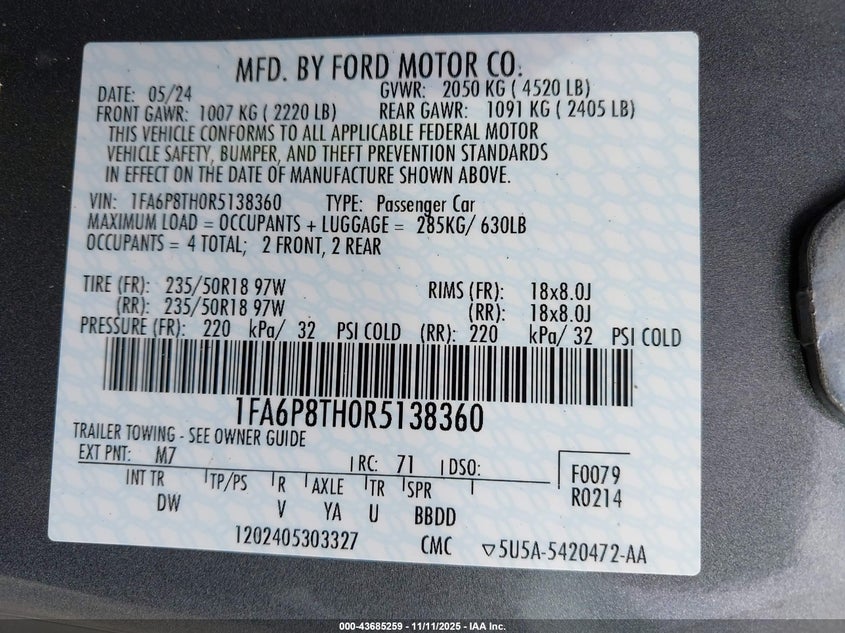 MFD. BY FORD MOTOR CO.
DATE: 05/24 GVWR: 2050 KG ( 4520 LB)
FRONT GAWR: 1007 KG ( 2220 LB) REAR GAWR: 1091 KG ( 2405 LB)
THIS VEHICLE CONFORMS TO ALL APPLICABLE FEDERAL MOTOR
VEHICLE SAFETY, BUMPER, AND THEFT PREVENTION STANDARDS
IN EFFECT ON THE DATE OF MANUFACTURE SHOWN ABOVE.
VIN: 1FA6P8TH0R5138360 TYPE: Passenger Car
MAXIMUM LOAD = OCCUPANTS + LUGGAGE = 285KG/ 630LB
OCCUPANTS = 4 TOTAL; 2 FRONT, 2 REAR
TIRE (FR): 235/50R18 97W RIMS (FR): 18x8.0J
(RR): 235/50R18 97W (RR): 18x8.0J
PRESSURE (FR): 220 kPa/ 32 PSI COLD (RR): 220 kPa/ 32 PSI COLD
1FA6P8TH0R5138360
TRAILER TOWING - SEE OWNER GUIDE
EXT PNT: M7 RC: 71 DSO: F0079
INT TR TP/PS R AXLE TR SPR R0214
DW V YA U BBDD
1202405303327 CMC ▽5U5A-5420472-AA
000-43685259 - 11/11/2025 - IAA Inc.